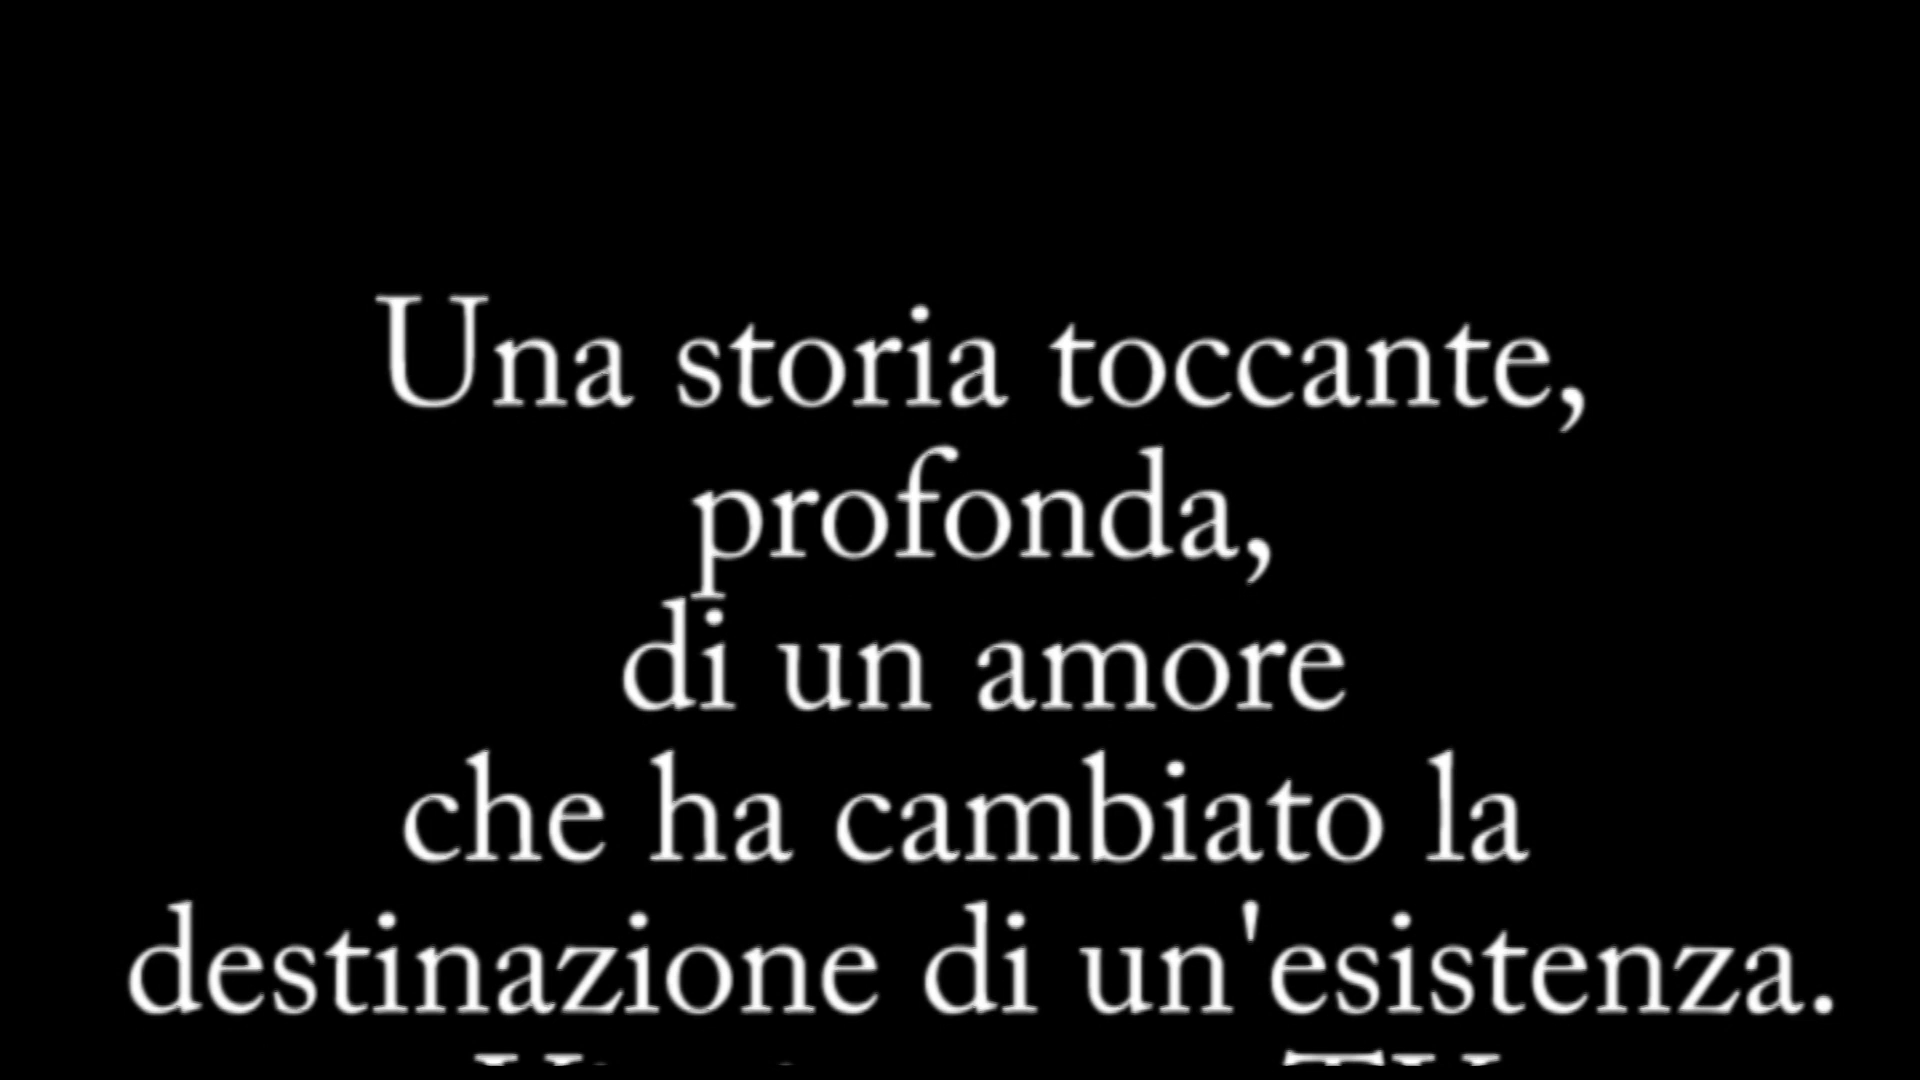 Una storia toccante,
profonda,
di un amore
che ha cambiato la
destinazione di un'esistenza.